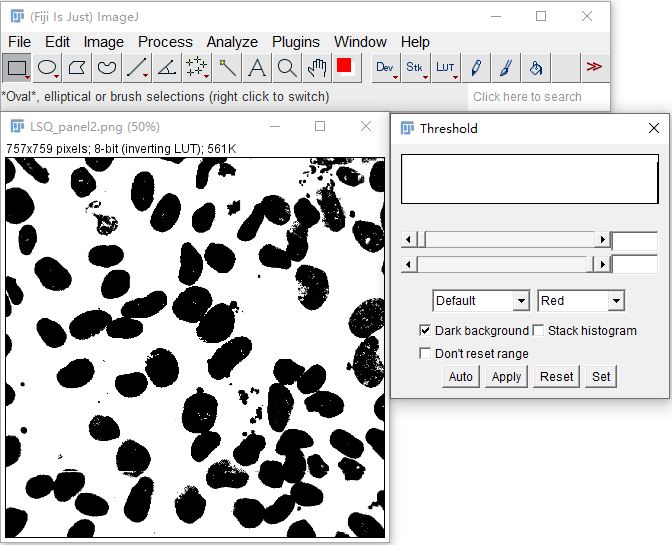 (Fiji Is Just) ImageJ
File Edit Image Process Analyze Plugins Window Help
Dev Stk LUT >>
*Oval*, elliptical or brush selections (right click to switch)
Click here to search
LSQ_panel2.png (50%)
757x759 pixels; 8-bit (inverting LUT); 561K
Threshold
Default Red
Dark background Stack histogram
Don't reset range
Auto Apply Reset Set